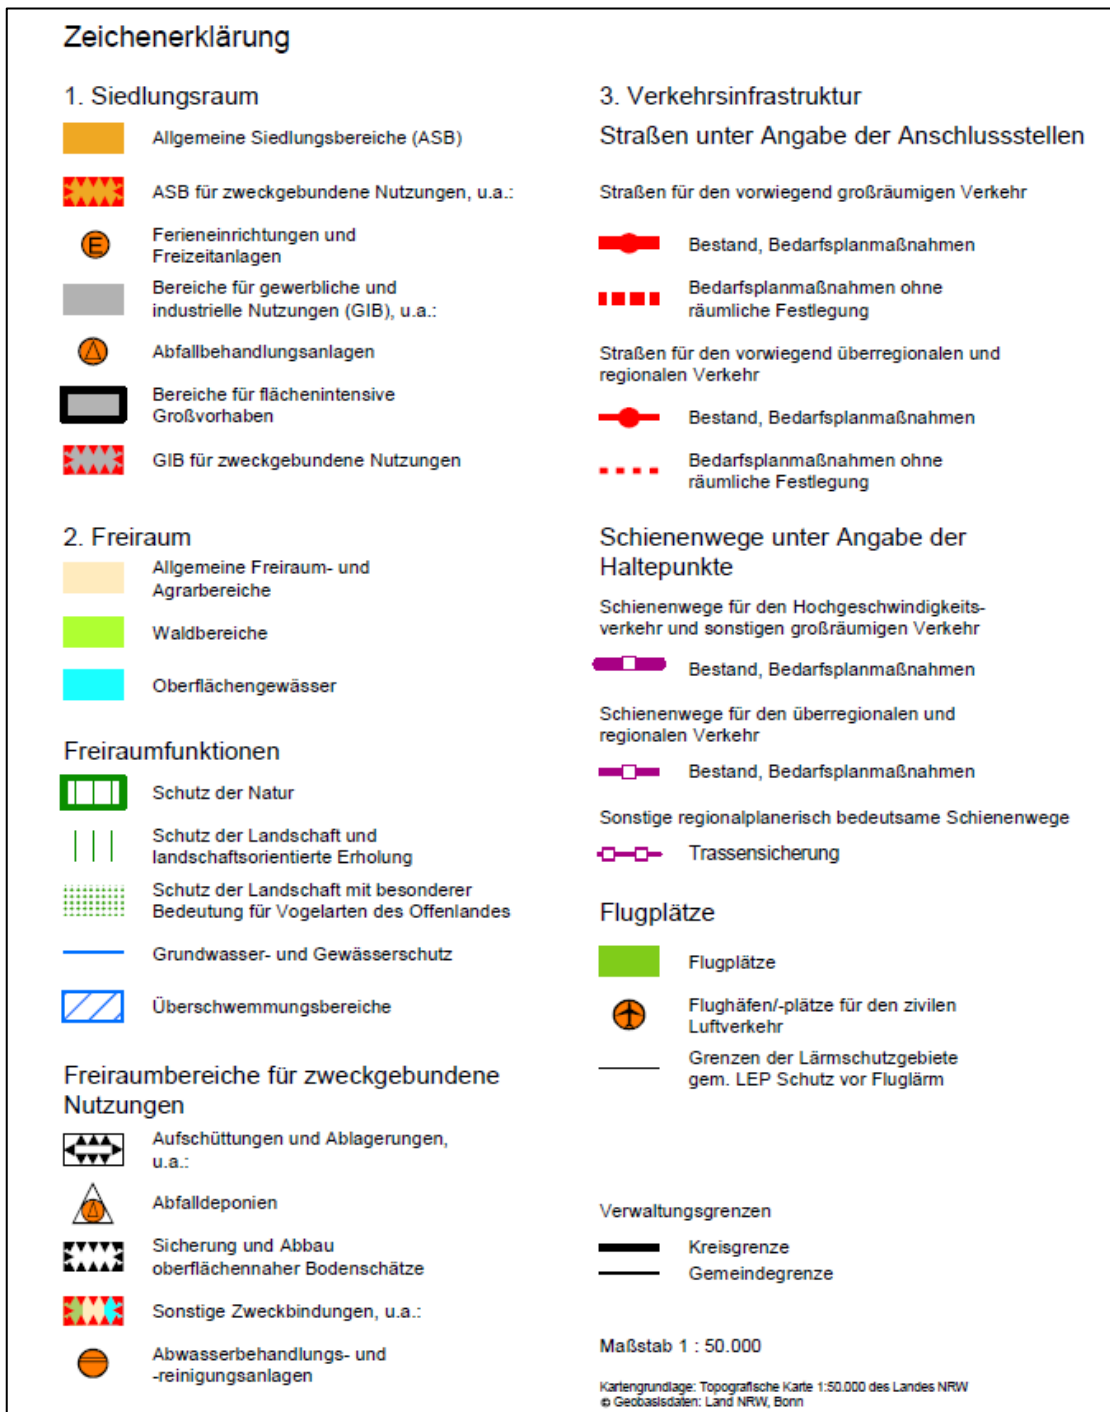 Zeichenerklärung
1. Siedlungsraum
Allgemeine Siedlungsbereiche (ASB)
ASB für zweckgebundene Nutzungen, u.a.:
E
Ferieneinrichtungen und
Freizeitanlagen
Bereiche für gewerbliche und
industrielle Nutzungen (GIB), u.a.:
Abfallbehandlungsanlagen
Bereiche für flächenintensive
Großvorhaben
GIB für zweckgebundene Nutzungen
2. Freiraum
Allgemeine Freiraum- und
Agrarbereiche
Waldbereiche
Oberflächengewässer
Freiraumfunktionen
Schutz der Natur
Schutz der Landschaft und
landschaftsorientierte Erholung
Schutz der Landschaft mit besonderer
Bedeutung für Vogelarten des Offenlandes
Grundwasser- und Gewässerschutz
Überschwemmungsbereiche
Freiraumbereiche für zweckgebundene
Nutzungen
Aufschüttungen und Ablagerungen,
u.a.:
Abfalldeponien
Sicherung und Abbau
oberflächennaher Bodenschätze
Sonstige Zweckbindungen, u.a.:
Abwasserbehandlungs- und
-reinigungsanlagen
3. Verkehrsinfrastruktur
Straßen unter Angabe der Anschlussstellen
Straßen für den vorwiegend großräumigen Verkehr
Bestand, Bedarfsplanmaßnahmen
Bedarfsplanmaßnahmen ohne
räumliche Festlegung
Straßen für den vorwiegend überregionalen und
regionalen Verkehr
Bestand, Bedarfsplanmaßnahmen
Bedarfsplanmaßnahmen ohne
räumliche Festlegung
Schienenwege unter Angabe der
Haltepunkte
Schienenwege für den Hochgeschwindigkeits-
verkehr und sonstigen großräumigen Verkehr
Bestand, Bedarfsplanmaßnahmen
Schienenwege für den überregionalen und
regionalen Verkehr
Bestand, Bedarfsplanmaßnahmen
Sonstige regionalplanerisch bedeutsame Schienenwege
Trassensicherung
Flugplätze
Flugplätze
Flughäfen/-plätze für den zivilen
Luftverkehr
Grenzen der Lärmschutzgebiete
gem. LEP Schutz vor Fluglärm
Verwaltungsgrenzen
Kreisgrenze
Gemeindegrenze
Maßstab 1 : 50.000
Kartengrundlage: Topografische Karte 1:50.000 des Landes NRW
© Geobasisdaten: Land NRW, Bonn